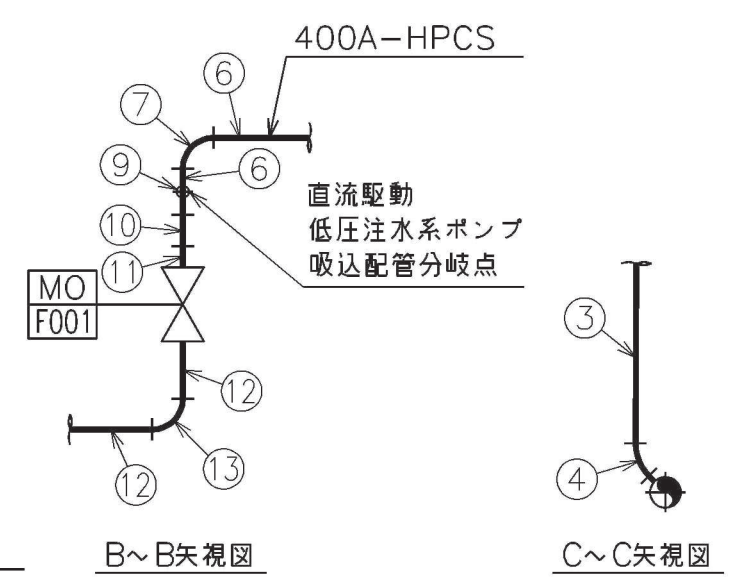 400A-HPCS
⑥
⑦
⑨
⑥
直流駆動
低圧注水系ポンプ
吸込配管分岐点
⑩
⑪
MO
F001
⑫
⑬
⑫
B～B矢視図
③
④
C～C矢視図